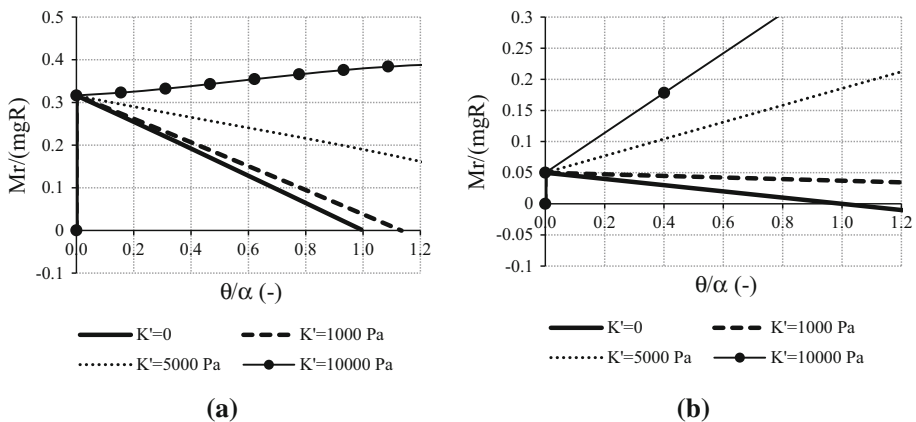 0.5
0.4
0.3
0.2
0.1
0
-0.1
Mr/(mgR)
0.0 0.2 0.4 0.6 0.8 1.0 1.2
θ/α (-)
K'=0 K'=1000 Pa
K'=5000 Pa K'=10000 Pa
(a)
0.3
0.25
0.2
0.15
0.1
0.05
0
-0.05
-0.1
Mr/(mgR)
0.0 0.2 0.4 0.6 0.8 1.0 1.2
θ/α (-)
K'=0 K'=1000 Pa
K'=5000 Pa K'=10000 Pa
(b)